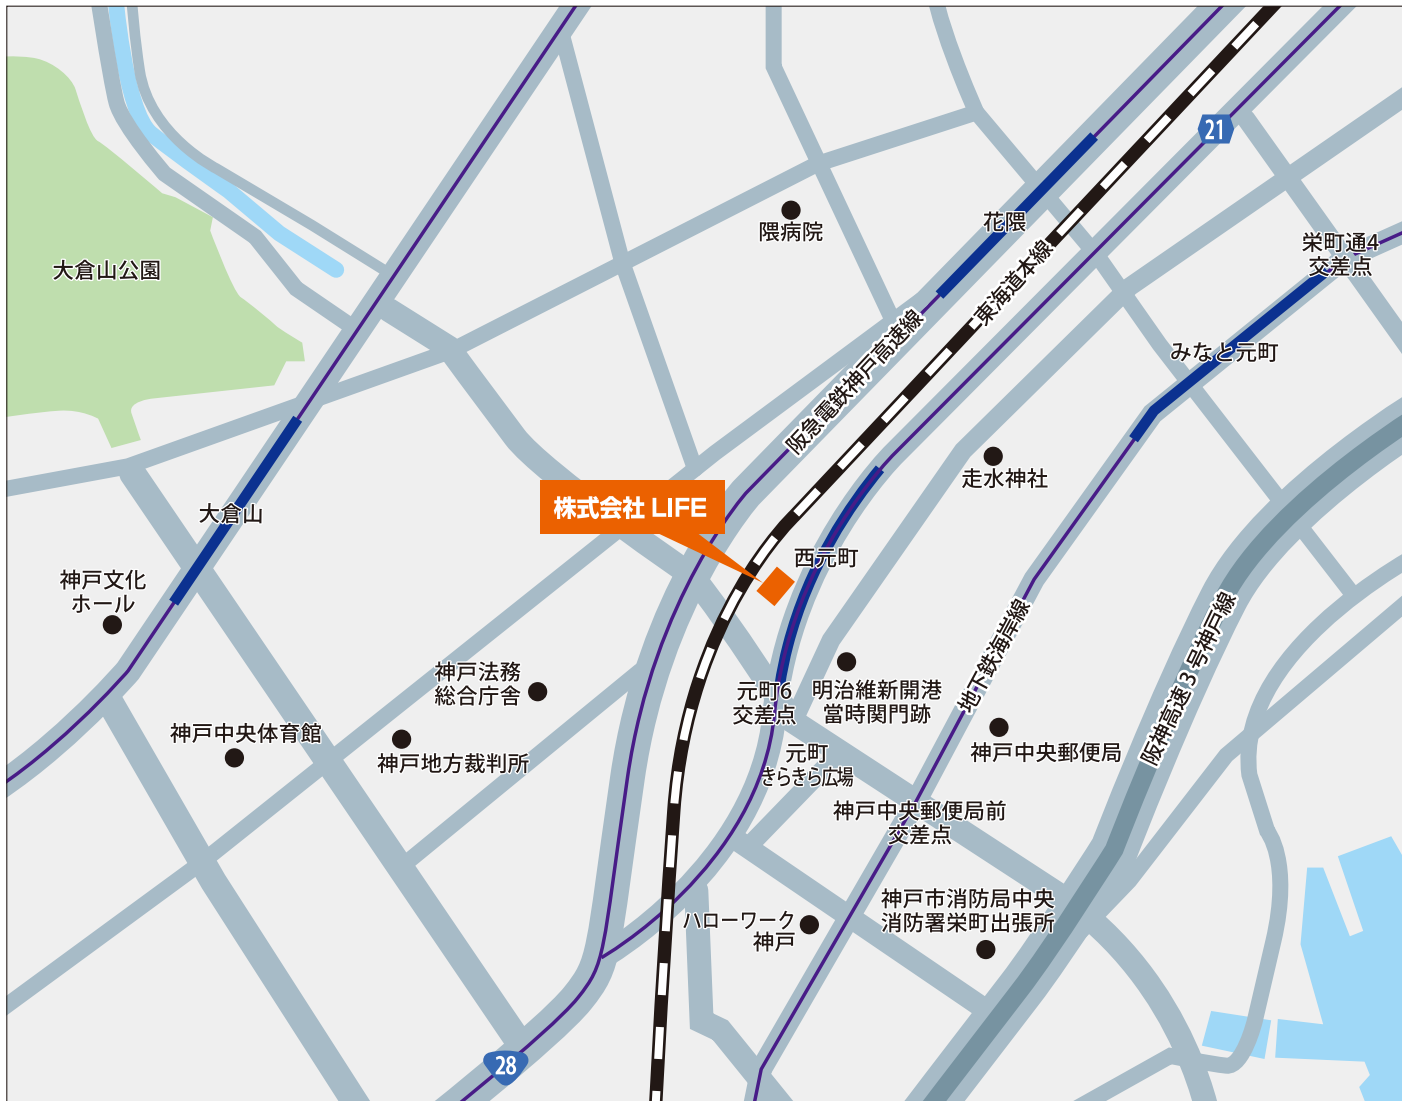 21
花隈
隈病院
栄町通4
交差点
大倉山公園
東海道本線
みなと元町
阪急電鉄神戸高速線
走水神社
大倉山
株式会社 LIFE
西元町
神戸文化
ホール
地下鉄海岸線
阪神高速3号神戸線
神戸法務
総合庁舎
元町6
交差点
明治維新開港
當時関門跡
神戸中央体育館
神戸地方裁判所
神戸中央郵便局
元町
きらきら広場
神戸中央郵便局前
交差点
神戸市消防局中央
消防署栄町出張所
ハローワーク
神戸
28